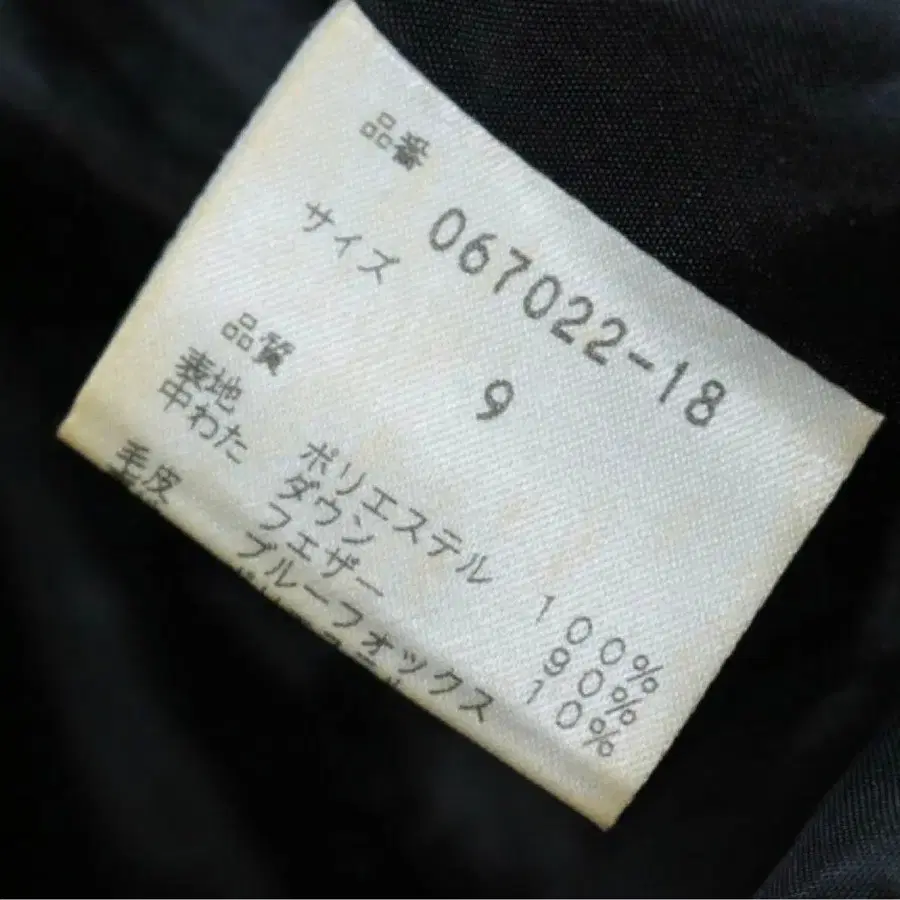 品番 067022-18
サイズ 9
品質
表地 ポリエステル 100%
中わた ダウン 90%
フェザー 10%
毛皮 ブルーフォックス